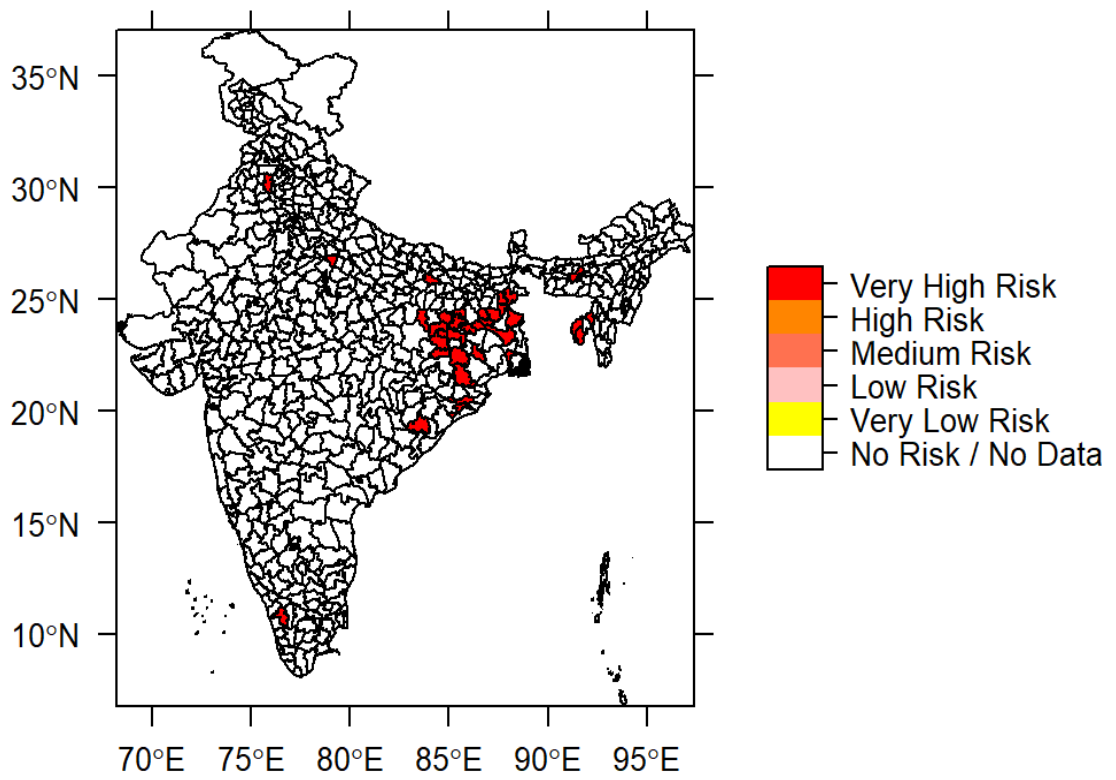 35°N
30°N
25°N
20°N
15°N
10°N
70°E 75°E 80°E 85°E 90°E 95°E
Very High Risk
High Risk
Medium Risk
Low Risk
Very Low Risk
No Risk / No Data